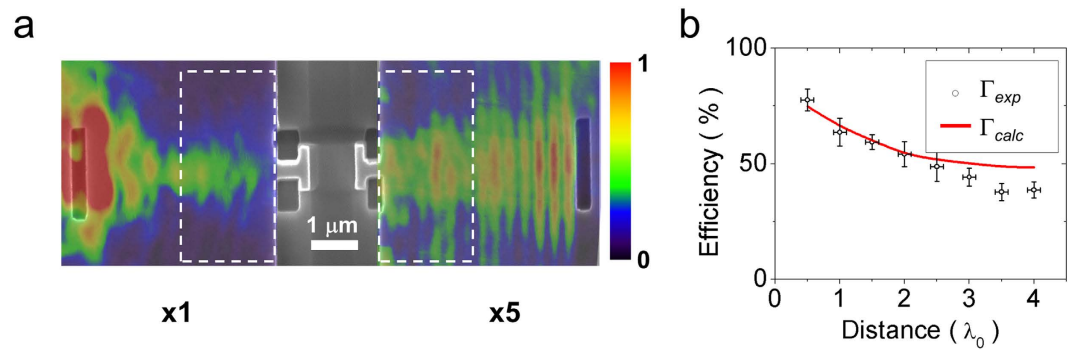 a
1
0
1 μm
x1
x5
b
Efficiency ( % )
100
50
0
Γexp
Γcalc
0 1 2 3 4
Distance ( λ0 )